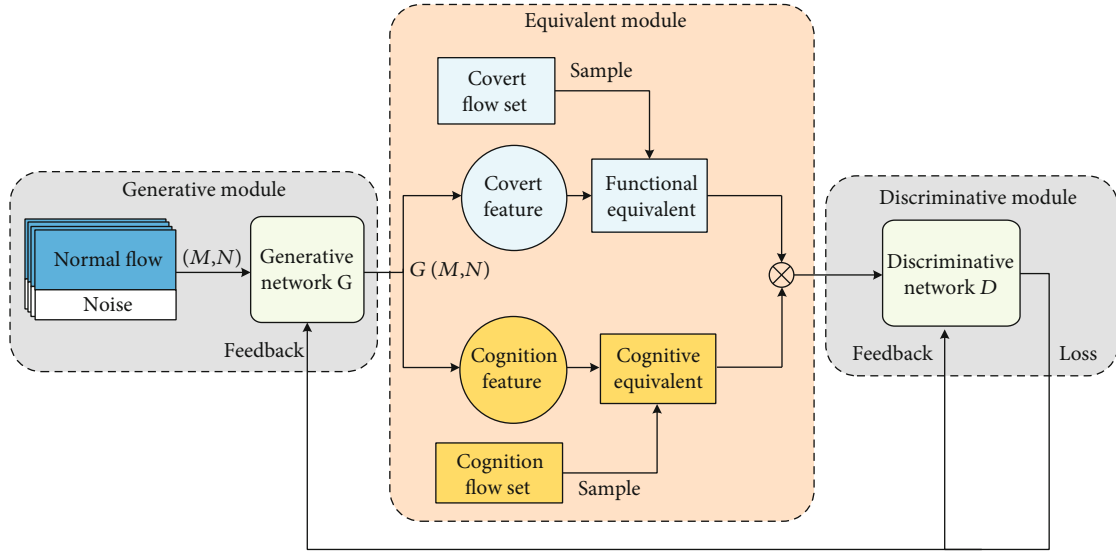 Equivalent module
Covert
flow set
Sample
Generative module
Normal flow
Noise
(M,N)
Generative
network G
Feedback
G (M,N)
Covert
feature
Functional
equivalent
Cognition
feature
Cognitive
equivalent
Cognition
flow set
Sample
Discriminative module
Discriminative
network D
Feedback
Loss